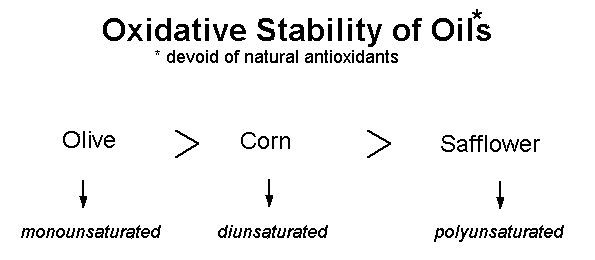 Oxidative Stability of Oils*
* devoid of natural antioxidants
Olive > Corn > Safflower
monounsaturated diunsaturated polyunsaturated